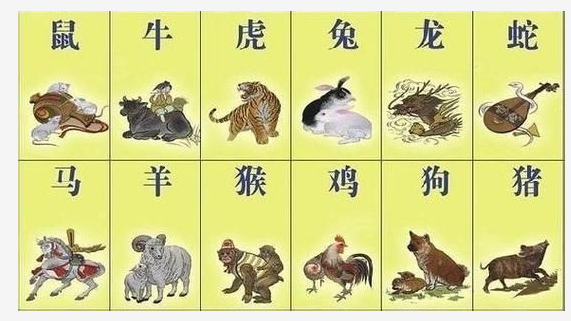 鼠 牛 虎 兔 龙 蛇
马 羊 猴 鸡 狗 猪